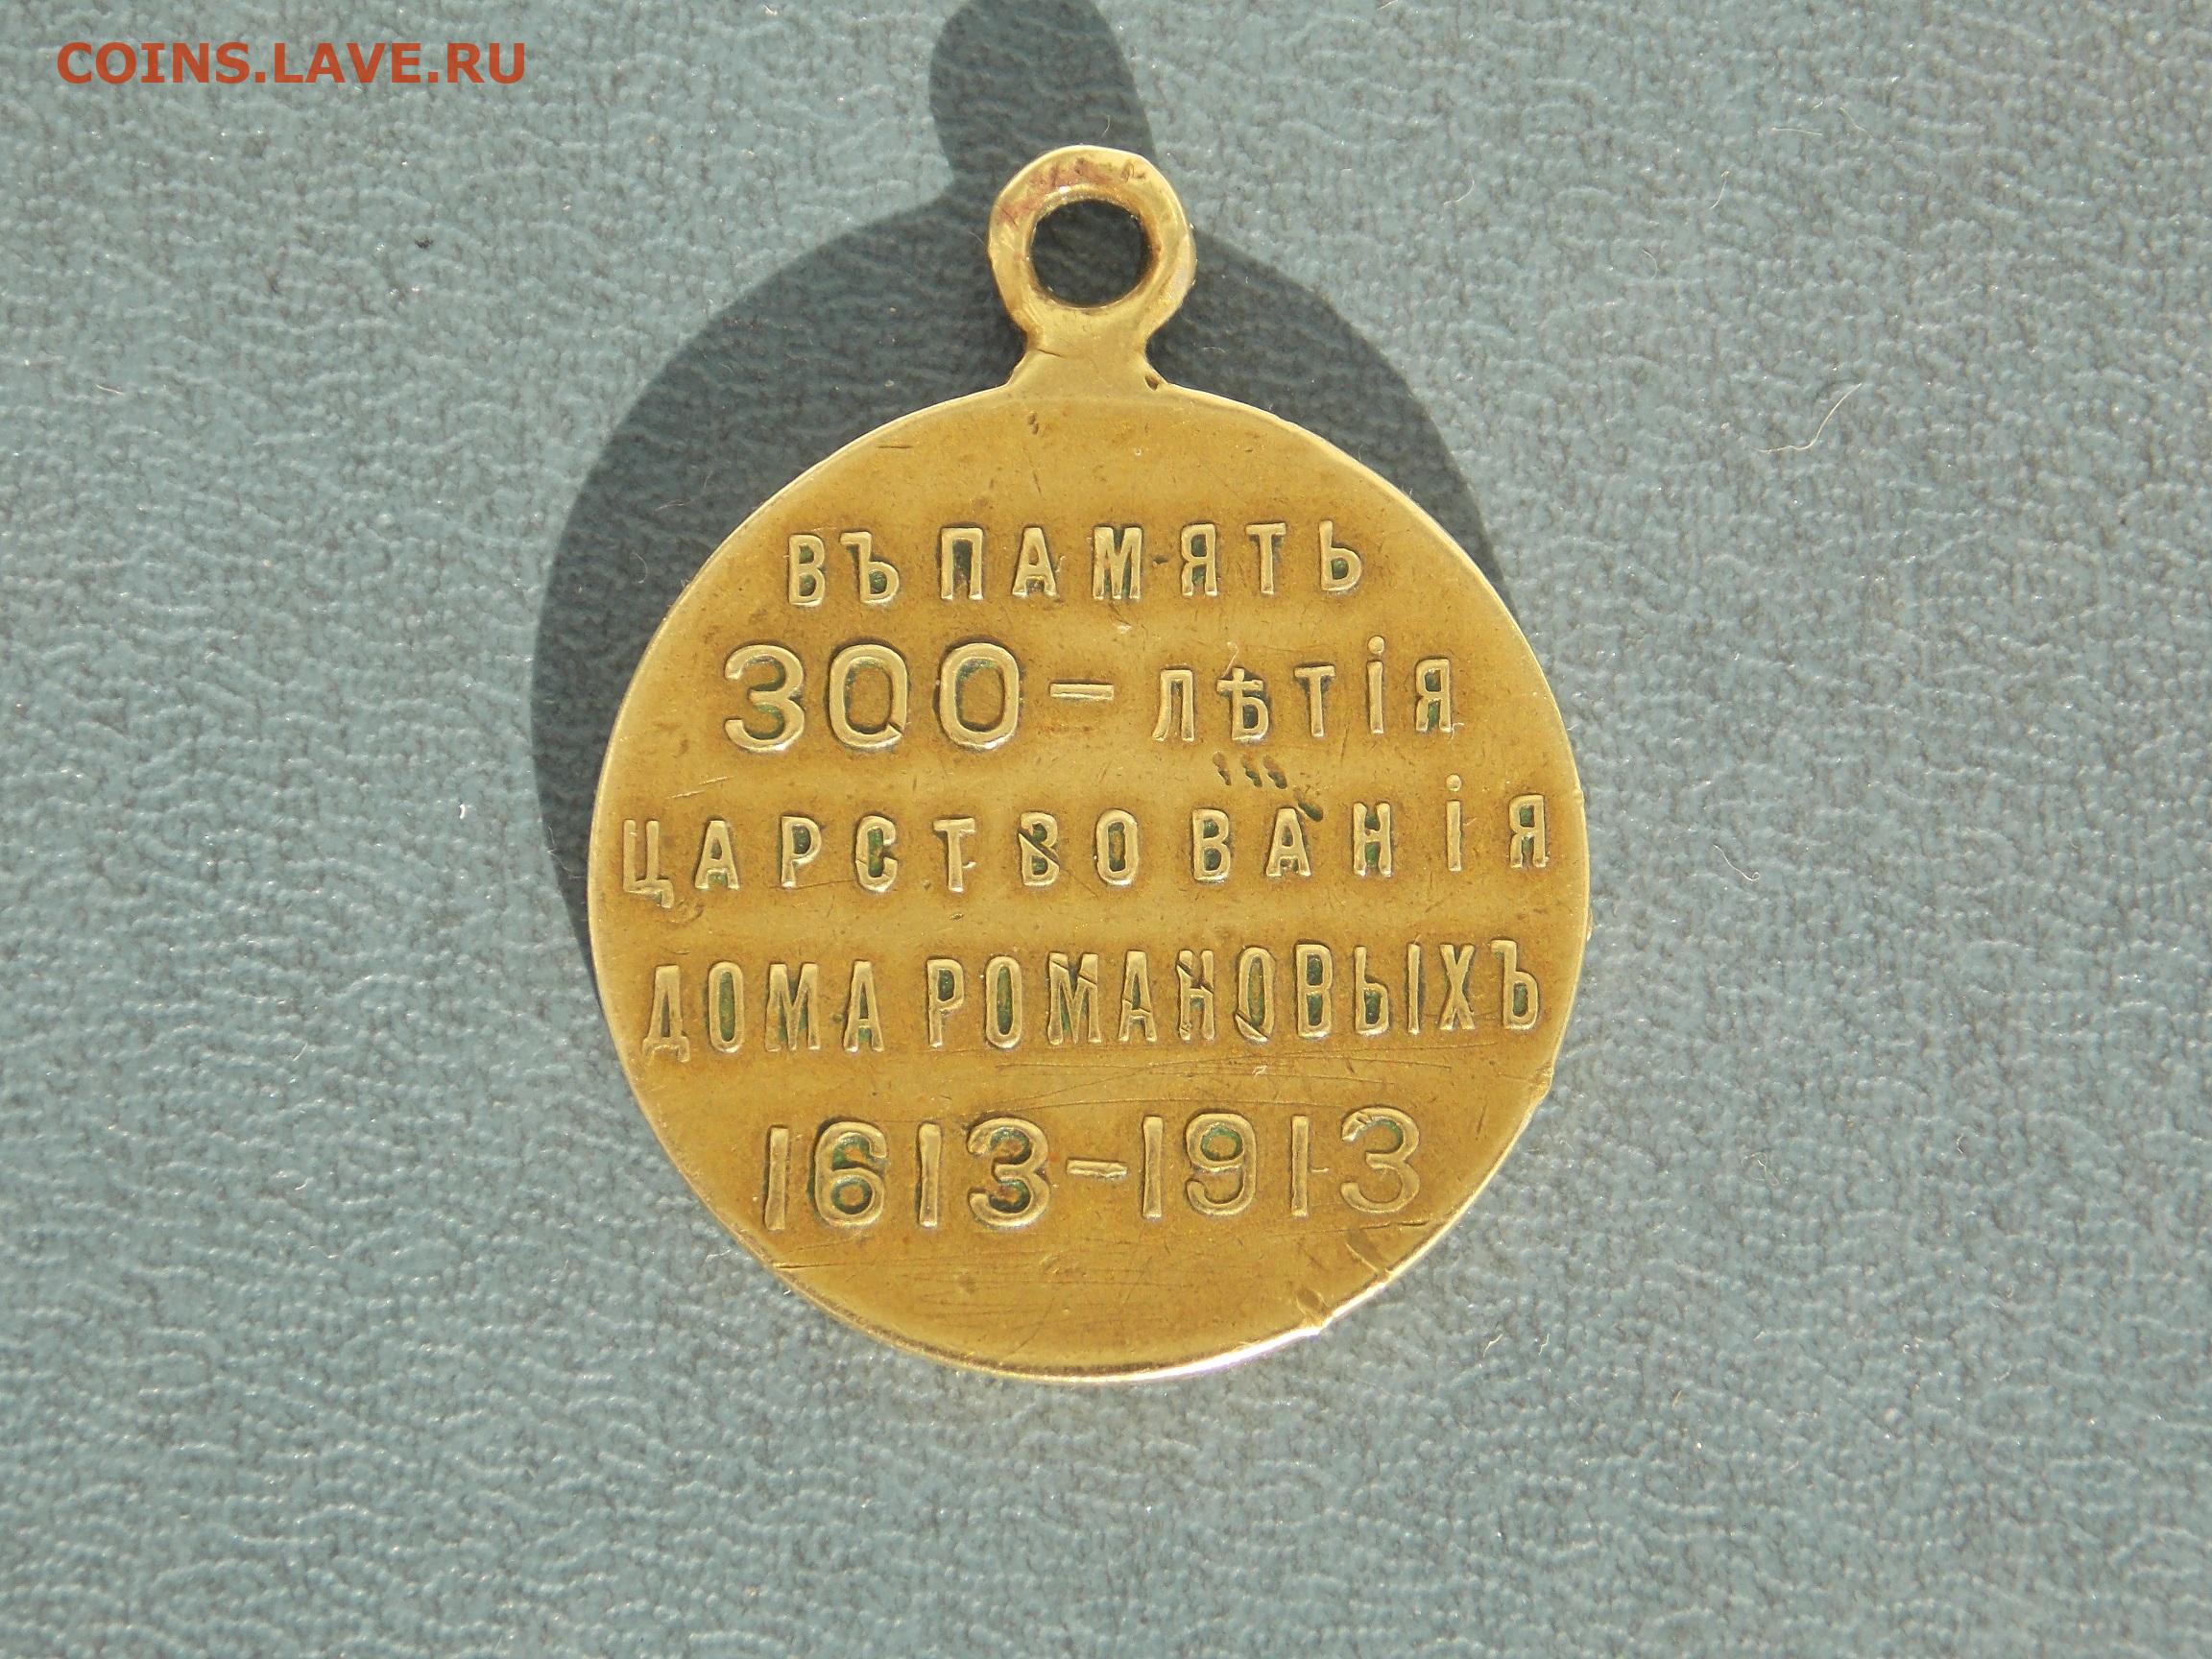 COINS.LAVE.RU
ВЪ ПАМЯТЬ
300-ЛѢТІЯ
ЦАРСТВОВАНІЯ
ДОМА РОМАНОВЫХЪ
1613-1913